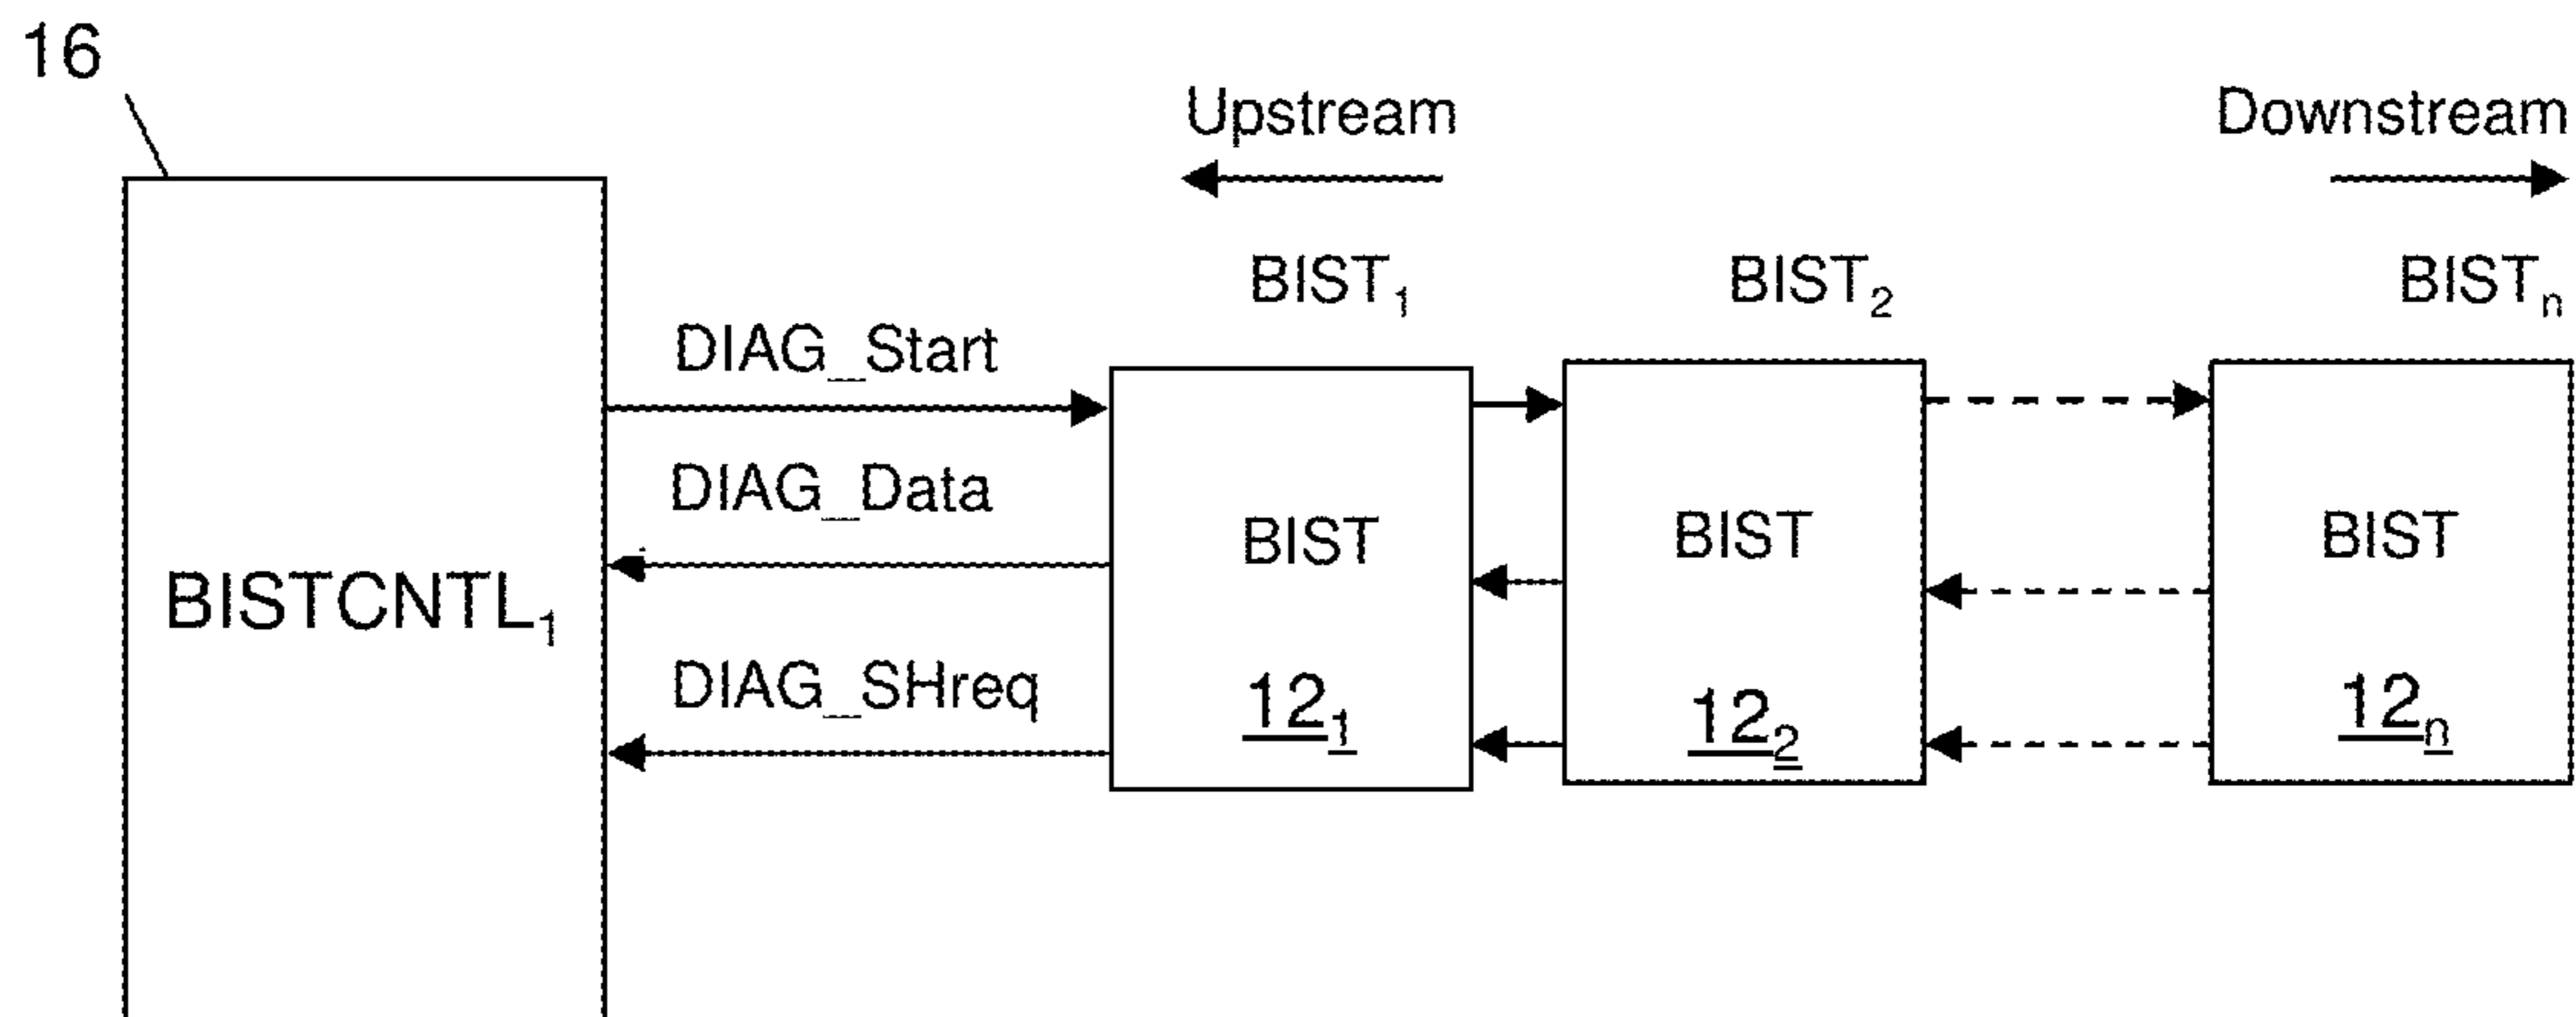 16
Upstream
Downstream
BIST₁
BIST₂
BISTₙ
DIAG_Start
DIAG_Data
DIAG_SHreq
BISTCNTL₁
BIST
12₁
BIST
12₂
BIST
12ₙ